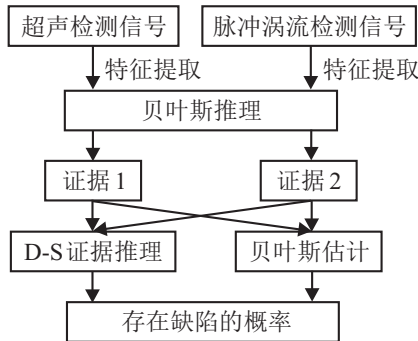 超声检测信号 脉冲涡流检测信号
特征提取 特征提取
贝叶斯推理
证据 1 证据 2
D-S证据推理 贝叶斯估计
存在缺陷的概率